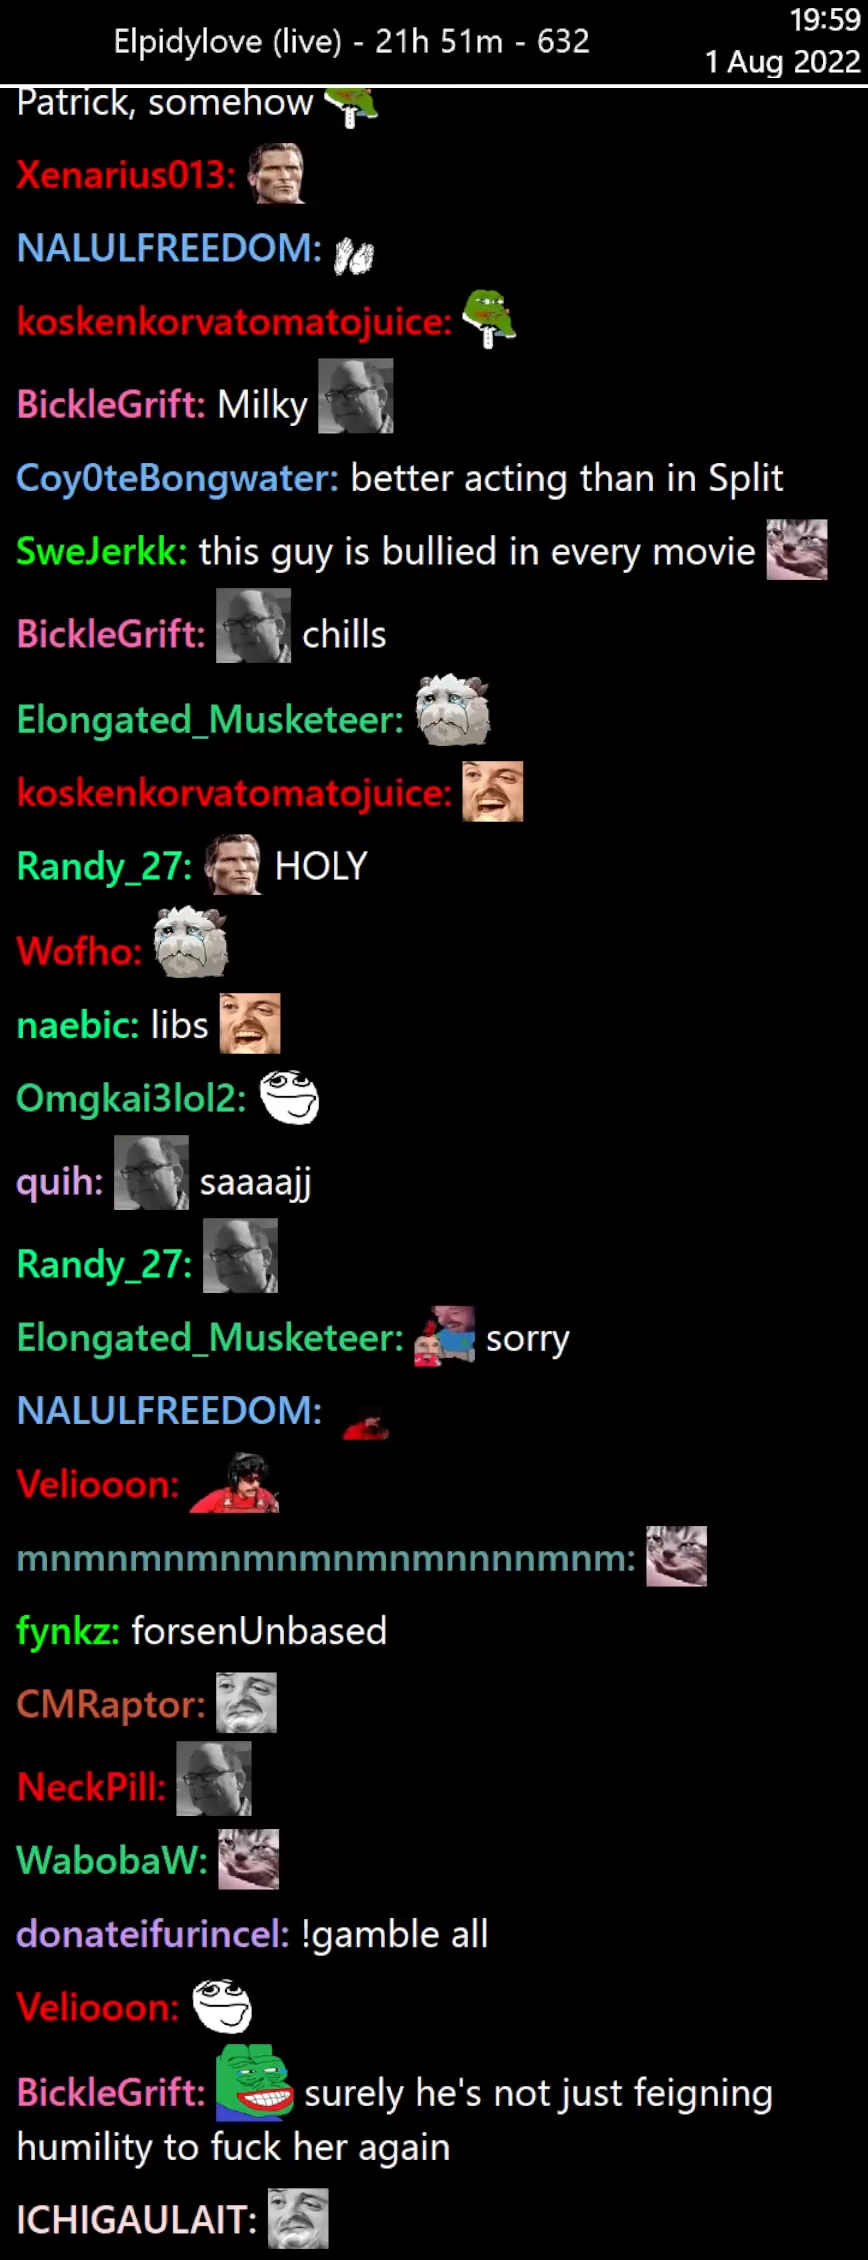 Elpidylove (live) - 21h 51m - 632
19:59
1 Aug 2022
Patrick, somehow
Xenarius013:
NALULFREEDOM:
koskenkorvatomatojuice:
BickleGrift: Milky
Coy0teBongwater: better acting than in Split
SweJerkk: this guy is bullied in every movie
BickleGrift: chills
Elongated_Musketeer:
koskenkorvatomatojuice:
Randy_27: HOLY
Wofho:
naebic: libs
Omgkai3lol2:
quih: saaaajj
Randy_27:
Elongated_Musketeer: sorry
NALULFREEDOM:
Veliooon:
mnmnmnmnmnmnmnmnmnnnnmnm:
fynkz: forsenUnbased
CMRaptor:
NeckPill:
WabobaW:
donateifurincel: !gamble all
Veliooon:
BickleGrift: surely he's not just feigning
humility to fuck her again
ICHIGAULAIT: